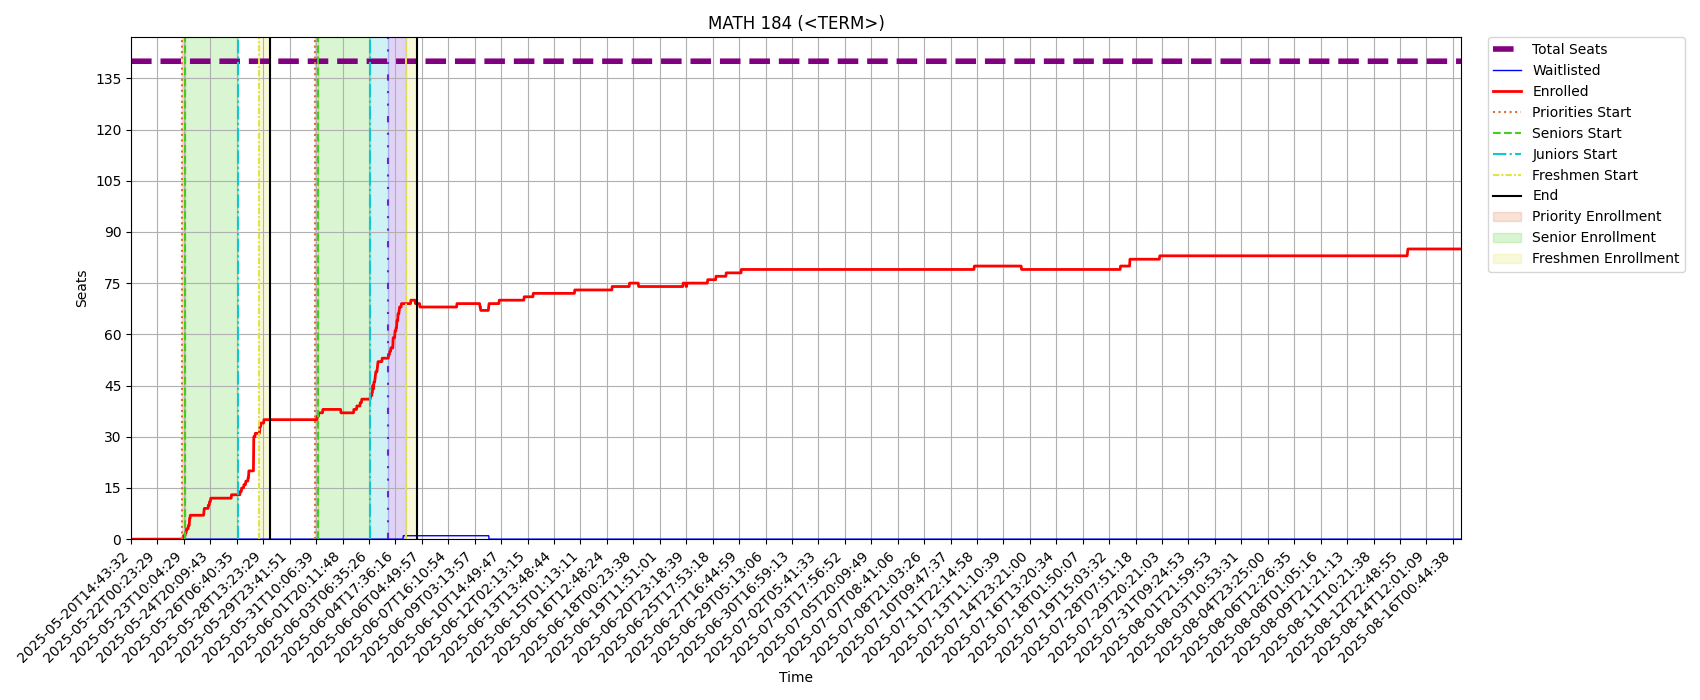 MATH 184 (<TERM>)
Total Seats
Waitlisted
Enrolled
Priorities Start
Seniors Start
Juniors Start
Freshmen Start
End
Priority Enrollment
Senior Enrollment
Freshmen Enrollment
Seats
135
120
105
90
75
60
45
30
15
0
2025-05-20T14:43:32
2025-05-22T00:23:29
2025-05-23T10:04:29
2025-05-24T20:09:43
2025-05-26T06:40:35
2025-05-28T13:23:29
2025-05-29T23:41:51
2025-05-31T10:06:39
2025-06-01T20:11:48
2025-06-03T06:35:26
2025-06-04T17:36:16
2025-06-06T04:49:57
2025-06-07T16:10:54
2025-06-09T03:13:57
2025-06-10T14:49:47
2025-06-12T02:13:15
2025-06-13T13:48:44
2025-06-15T01:13:11
2025-06-16T12:48:24
2025-06-18T00:23:38
2025-06-19T11:51:01
2025-06-20T23:18:39
2025-06-25T17:53:18
2025-06-27T16:44:59
2025-06-29T05:13:06
2025-06-30T16:59:13
2025-07-02T05:41:33
2025-07-03T17:56:52
2025-07-05T20:09:49
2025-07-07T08:41:06
2025-07-08T21:03:26
2025-07-10T09:47:37
2025-07-11T22:14:58
2025-07-13T11:10:39
2025-07-14T23:21:00
2025-07-16T13:20:34
2025-07-18T01:50:07
2025-07-19T15:03:32
2025-07-28T07:51:18
2025-07-29T20:21:03
2025-07-31T09:24:53
2025-08-01T21:59:53
2025-08-03T10:53:31
2025-08-04T23:25:00
2025-08-06T12:26:35
2025-08-08T01:05:16
2025-08-09T21:21:13
2025-08-11T10:21:38
2025-08-12T22:48:55
2025-08-14T12:01:09
2025-08-16T00:44:38
Time